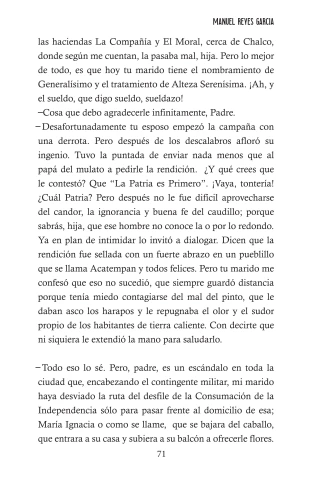 MANUEL REYES GARCIA
las haciendas La Compañía y El Moral, cerca de Chalco,
donde según me cuentan, la pasaba mal, hija. Pero lo mejor
de todo, es que hoy tu marido tiene el nombramiento de
Generalísimo y el tratamiento de Alteza Serenísima. ¡Ah, y
el sueldo, que digo sueldo, sueldazo!
–Cosa que debo agradecerle infinitamente, Padre.
–Desafortunadamente tu esposo empezó la campaña con
una derrota. Pero después de los descalabros afloró su
ingenio. Tuvo la puntada de enviar nada menos que al
papá del mulato a pedirle la rendición.  ¿Y qué crees que
le contestó? Que “La Patria es Primero”. ¡Vaya, tontería!
¿Cuál Patria? Pero después no le fue difícil aprovecharse
del candor, la ignorancia y buena fe del caudillo; porque
sabrás, hija, que ese hombre no conoce la o por lo redondo.
Ya en plan de intimidar lo invitó a dialogar. Dicen que la
rendición fue sellada con un fuerte abrazo en un pueblillo
que se llama Acatempan y todos felices. Pero tu marido me
confesó que eso no sucedió, que siempre guardó distancia
porque tenía miedo contagiarse del mal del pinto, que le
daban asco los harapos y le repugnaba el olor y el sudor
propio de los habitantes de tierra caliente. Con decirte que
ni siquiera le extendió la mano para saludarlo.
–Todo eso lo sé. Pero, padre, es un escándalo en toda la
ciudad que, encabezando el contingente militar, mi marido
haya desviado la ruta del desfile de la Consumación de la
Independencia sólo para pasar frente al domicilio de esa;
María Ignacia o como se llame,  que se bajara del caballo,
que entrara a su casa y subiera a su balcón a ofrecerle flores.
71